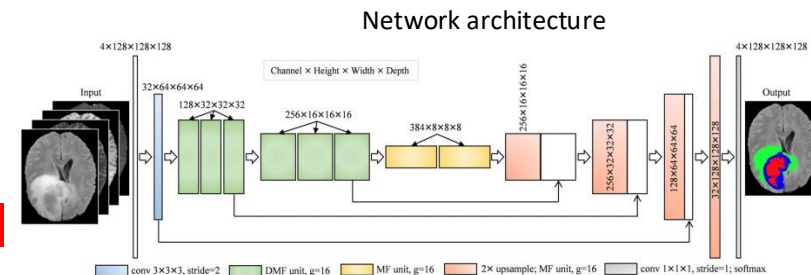 Network architecture
4×128×128×128
4×128×128×128
Input
Channel × Height × Width × Depth
Output
32×64×64×64
128×32×32×32
256×16×16×16
384×8×8×8
256×16×16×16
256×32×32×32
128×64×64×64
32×128×128×128
conv 3×3×3, stride=2
DMF unit, g=16
MF unit, g=16
2× upsample; MF unit, g=16
conv 1×1×1, stride=1; softmax